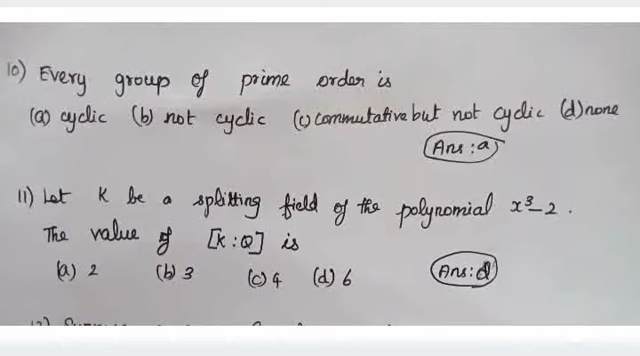 10) Every group of prime order is
(a) cyclic (b) not cyclic (c) commutative but not cyclic (d) none
Ans: a
11) Let K be a splitting field of the polynomial x³-2.
The value of [K:Q] is
(a) 2 (b) 3 (c) 4 (d) 6
Ans: d
12)